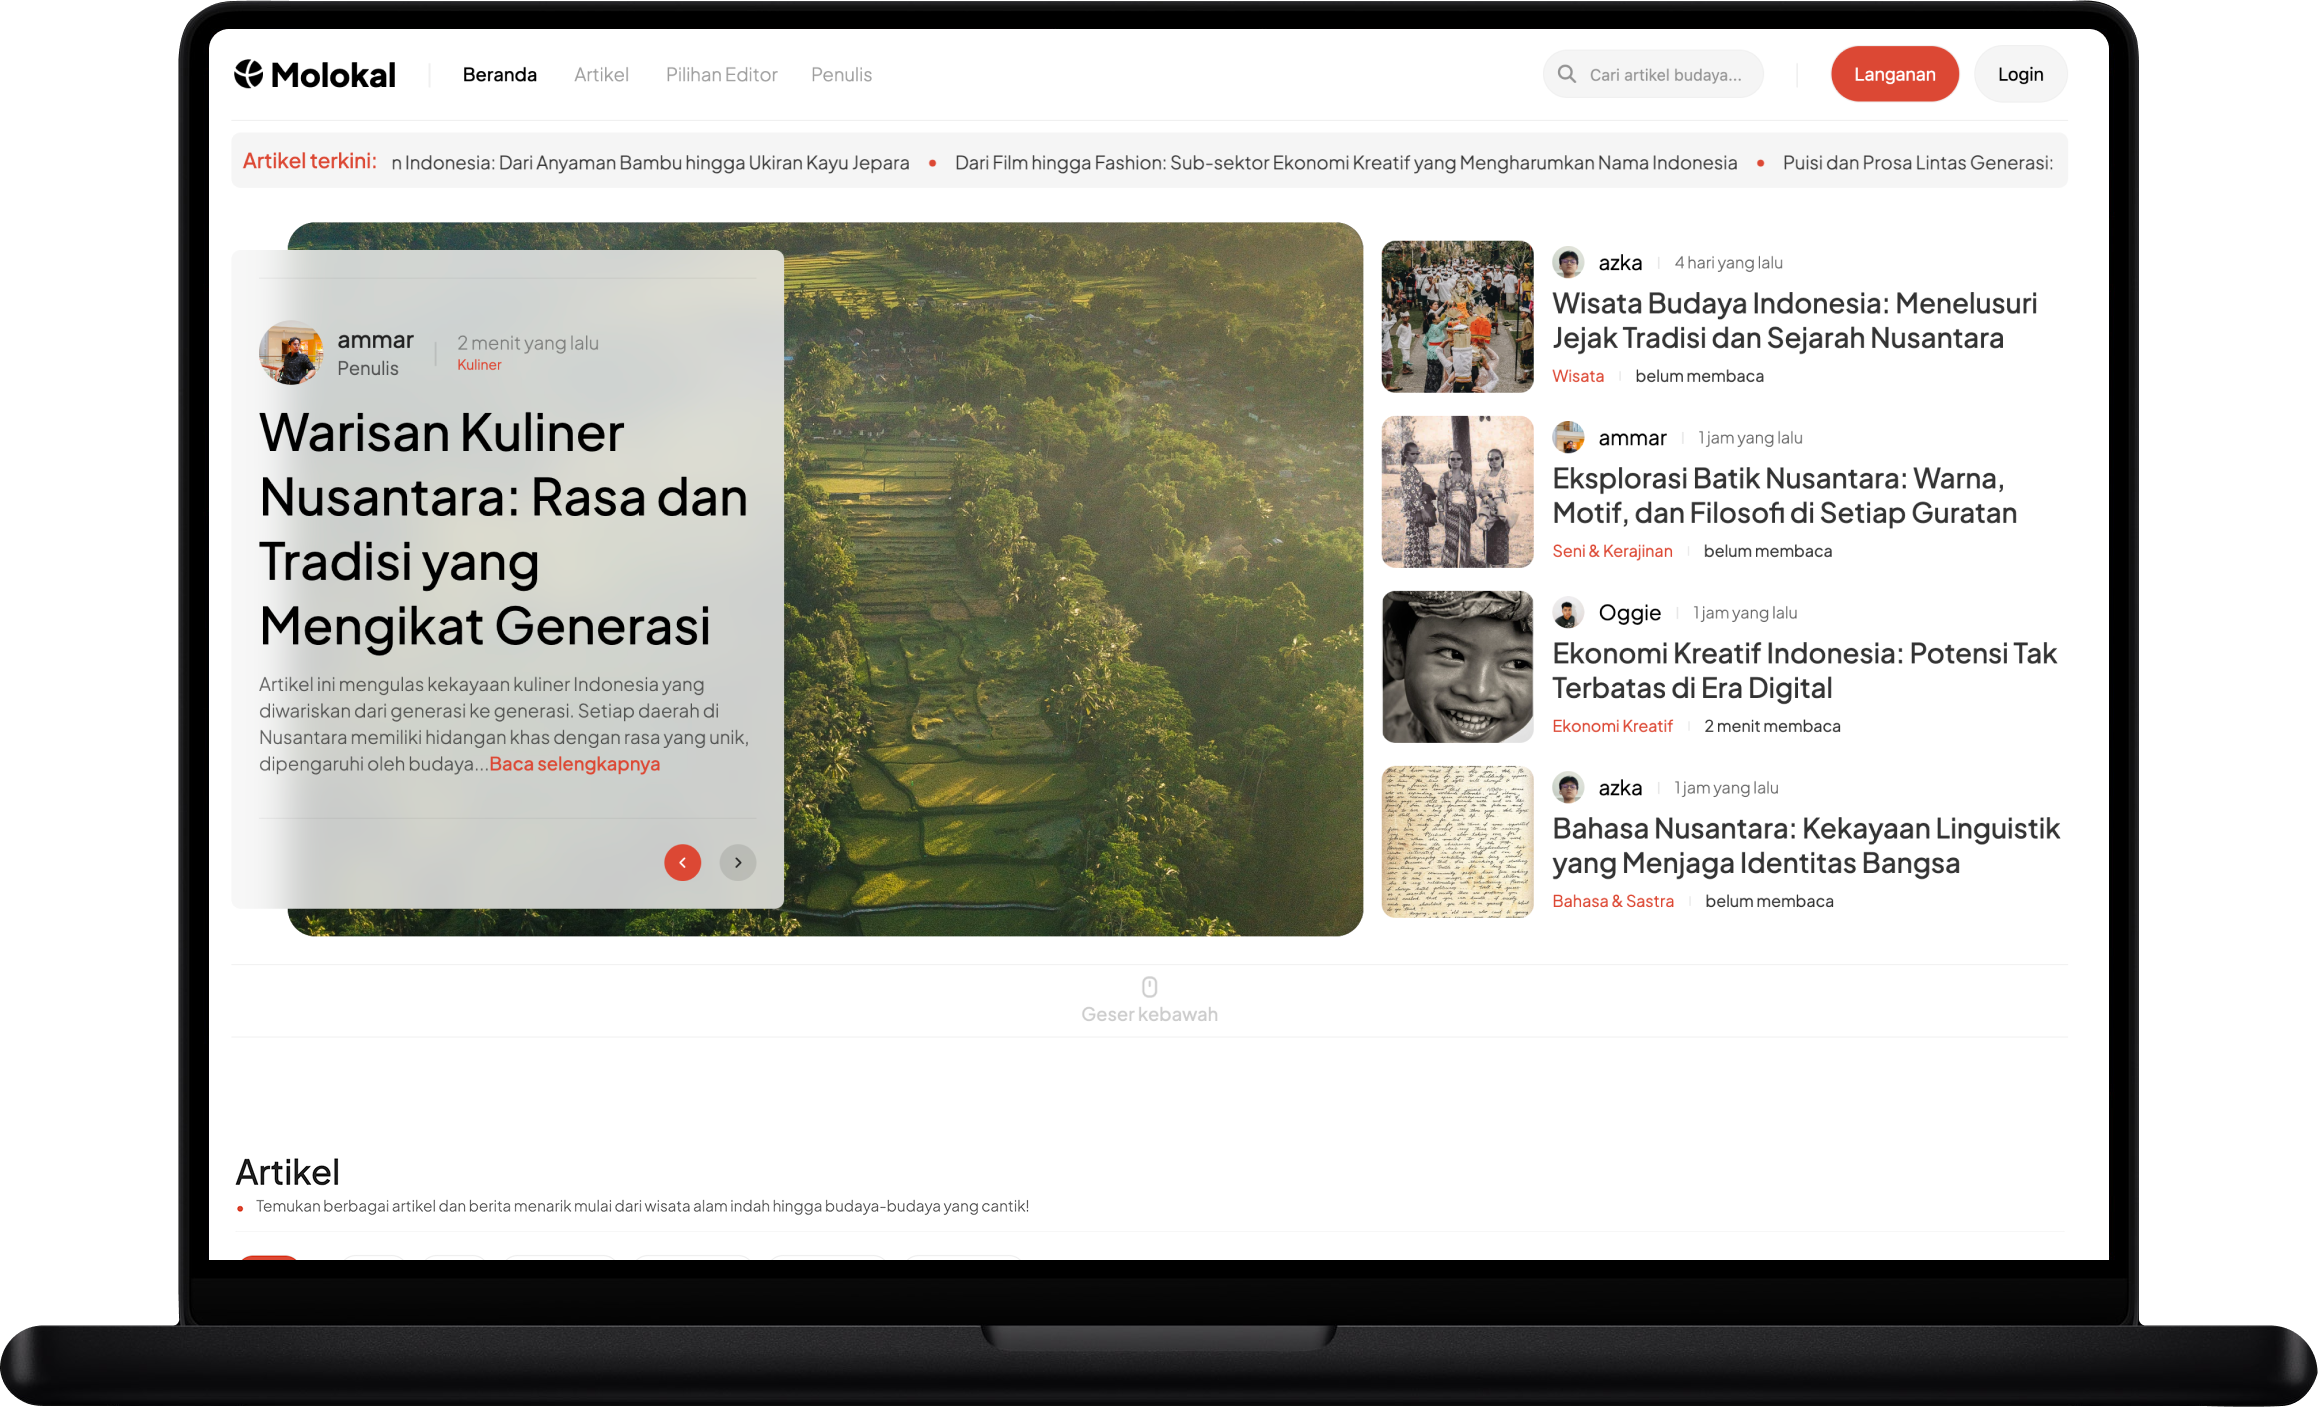 Molokal
Beranda
Artikel
Pilihan Editor
Penulis
Cari artikel budaya...
Langanan
Login
Artikel terkini:
n Indonesia: Dari Anyaman Bambu hingga Ukiran Kayu Jepara
Dari Film hingga Fashion: Sub-sektor Ekonomi Kreatif yang Mengharumkan Nama Indonesia
Puisi dan Prosa Lintas Generasi:
ammar
Penulis
2 menit yang lalu
Kuliner
Warisan Kuliner
Nusantara: Rasa dan
Tradisi yang
Mengikat Generasi
Artikel ini mengulas kekayaan kuliner Indonesia yang
diwariskan dari generasi ke generasi. Setiap daerah di
Nusantara memiliki hidangan khas dengan rasa yang unik,
dipengaruhi oleh budaya...Baca selengkapnya
azka
4 hari yang lalu
Wisata Budaya Indonesia: Menelusuri
Jejak Tradisi dan Sejarah Nusantara
Wisata
belum membaca
ammar
1 jam yang lalu
Eksplorasi Batik Nusantara: Warna,
Motif, dan Filosofi di Setiap Guratan
Seni & Kerajinan
belum membaca
Oggie
1 jam yang lalu
Ekonomi Kreatif Indonesia: Potensi Tak
Terbatas di Era Digital
Ekonomi Kreatif
2 menit membaca
azka
1 jam yang lalu
Bahasa Nusantara: Kekayaan Linguistik
yang Menjaga Identitas Bangsa
Bahasa & Sastra
belum membaca
Geser kebawah
Artikel
Temukan berbagai artikel dan berita menarik mulai dari wisata alam indah hingga budaya-budaya yang cantik!